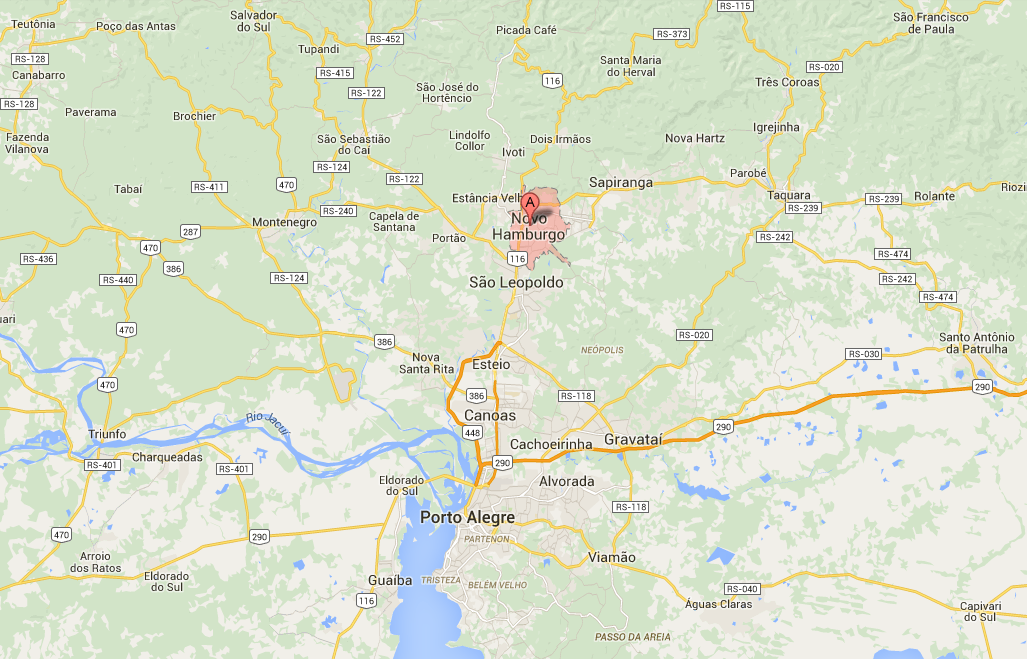 RS-115
Salvador
do Sul
São Francisco
de Paula
Teutônia
Poço das Antas
Picada Café
RS-373
RS-452
Tupandi
RS-128
Santa Maria
do Herval
RS-020
Canabarro
RS-415
116
Três Coroas
São José do
Hortêncio
RS-122
RS-128
Paverama
Brochier
Igrejinha
Fazenda
Vilanova
São Sebastião
do Caí
Lindolfo
Collor
Dois Irmãos
Nova Hartz
Ivoti
RS-124
Parobé
RS-122
Tabaí
RS-411
470
Sapiranga
Riozi
Estância Velh
A
Taquara
RS-239
Rolante
RS-240
RS-239
Montenegro
Capela de
Santana
Novo
Hamburgo
287
Portão
RS-242
470
RS-436
386
116
RS-474
RS-440
RS-124
São Leopoldo
RS-242
RS-474
uari
470
386
RS-020
Santo Antônio
da Patrulha
NEÓPOLIS
RS-030
Nova
Santa Rita
Esteio
470
290
386
RS-118
Canoas
Rio Jacuí
290
Triunfo
448
Cachoeirinha
Gravataí
Charqueadas
RS-401
RS-401
290
Eldorado
do Sul
Alvorada
RS-118
Porto Alegre
470
290
PARTENON
Arroio
dos Ratos
Viamão
Eldorado
do Sul
Guaíba
TRISTEZA
BELÉM VELHO
RS-040
116
Águas Claras
Capivari
do Sul
PASSO DA AREIA